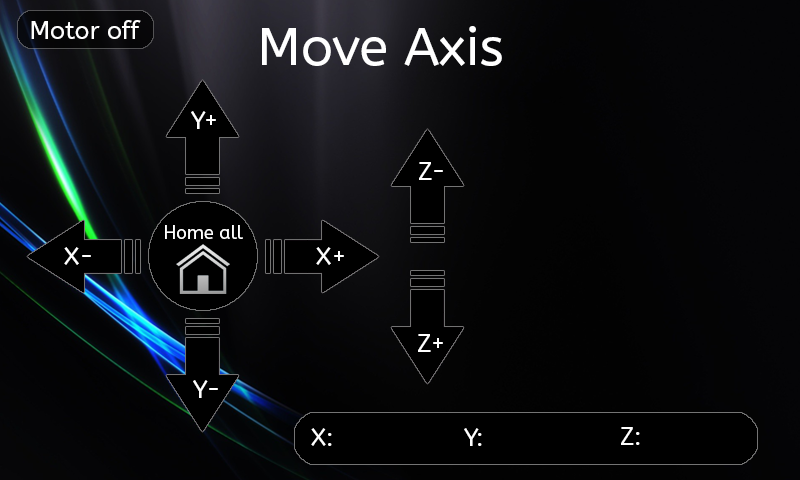 Motor off
Move Axis
Y+
Z-
Home all
X-
X+
Z+
Y-
X:
Y:
Z: